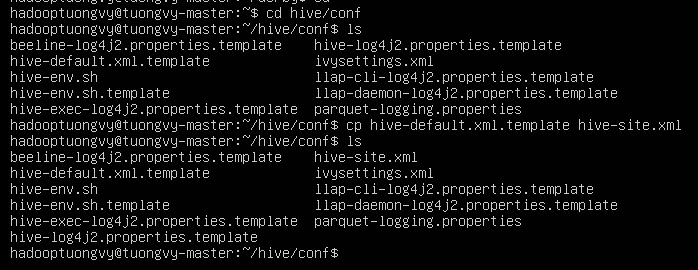 hadooptuongvy@tuongvy-master:~$ cd hive/conf
hadooptuongvy@tuongvy-master:~/hive/conf$ ls
beeline-log4j2.properties.template hive-log4j2.properties.template
hive-default.xml.template ivysettings.xml
hive-env.sh llap-cli-log4j2.properties.template
hive-env.sh.template llap-daemon-log4j2.properties.template
hive-exec-log4j2.properties.template parquet-logging.properties
hadooptuongvy@tuongvy-master:~/hive/conf$ cp hive-default.xml.template hive-site.xml
hadooptuongvy@tuongvy-master:~/hive/conf$ ls
beeline-log4j2.properties.template hive-site.xml
hive-default.xml.template ivysettings.xml
hive-env.sh llap-cli-log4j2.properties.template
hive-env.sh.template llap-daemon-log4j2.properties.template
hive-exec-log4j2.properties.template parquet-logging.properties
hive-log4j2.properties.template
hadooptuongvy@tuongvy-master:~/hive/conf$